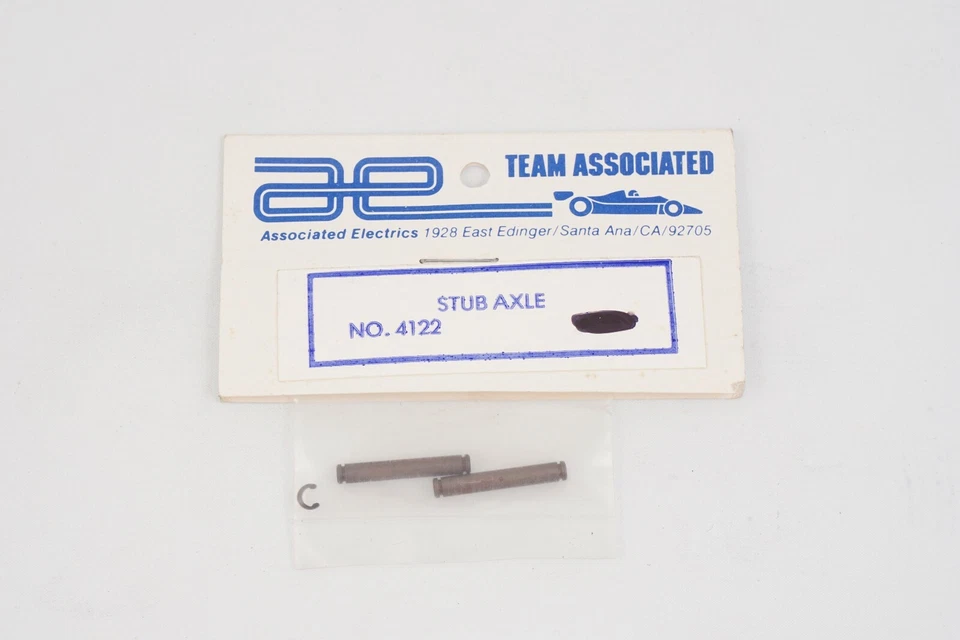 ae TEAM ASSOCIATED
Associated Electrics 1928 East Edinger/Santa Ana/CA/92705
STUB AXLE
NO. 4122